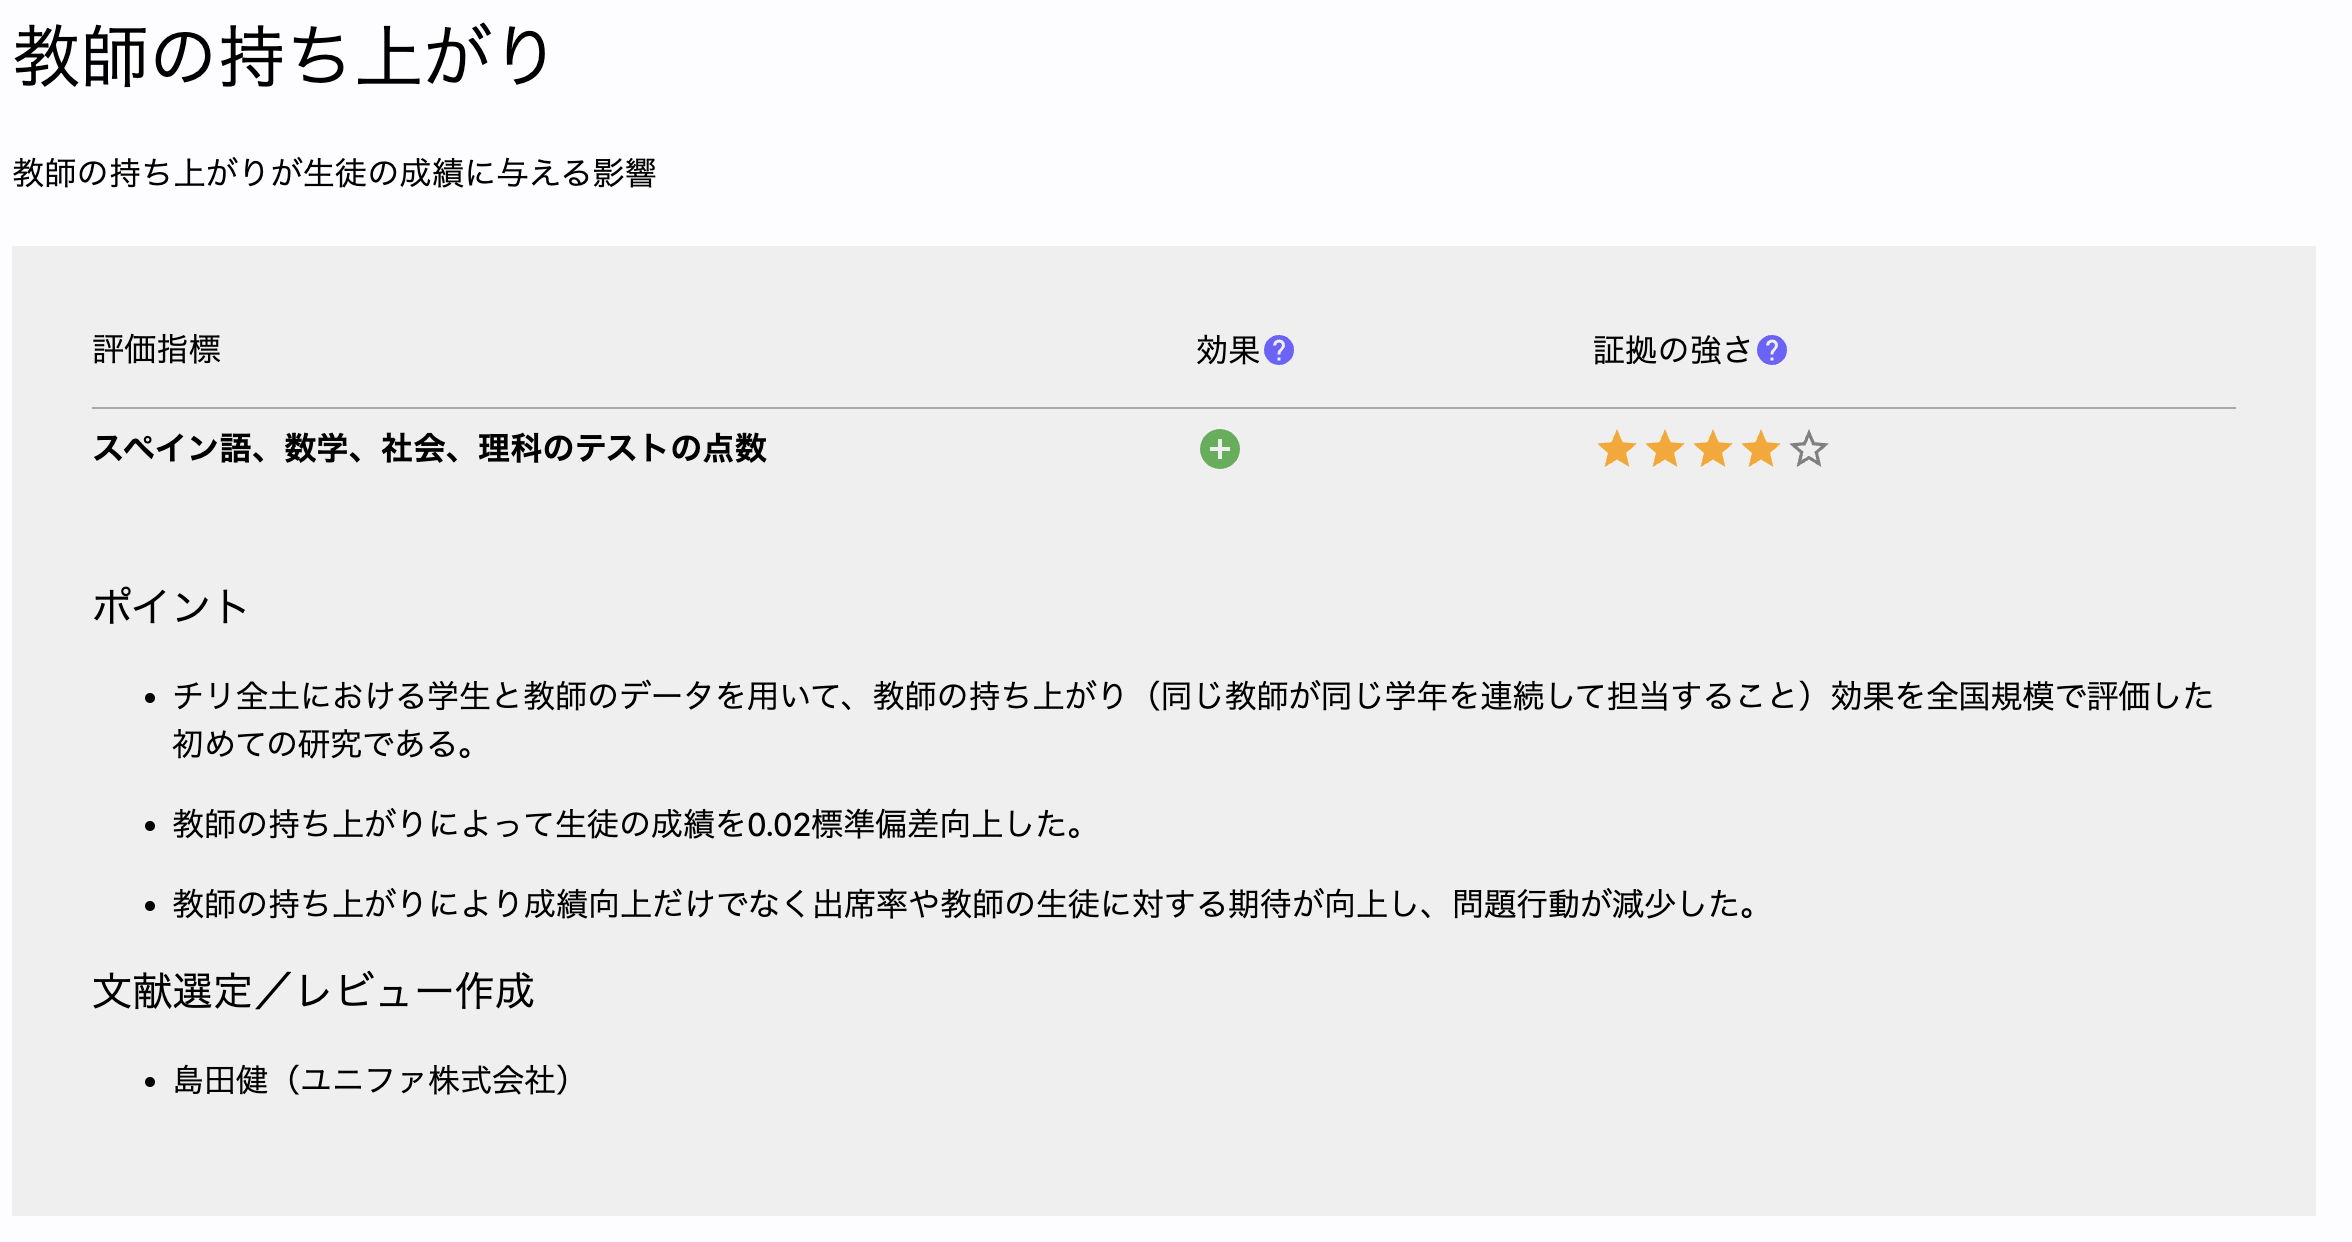 教師の持ち上がり
教師の持ち上がりが生徒の成績に与える影響
評価指標 効果? 証拠の強さ?
スペイン語、数学、社会、理科のテストの点数
ポイント
• チリ全土における学生と教師のデータを用いて、教師の持ち上がり（同じ教師が同じ学年を連続して担当すること）効果を全国規模で評価した
初めての研究である。
• 教師の持ち上がりによって生徒の成績を0.02標準偏差向上した。
• 教師の持ち上がりにより成績向上だけでなく出席率や教師の生徒に対する期待が向上し、問題行動が減少した。
文献選定／レビュー作成
• 島田健（ユニファ株式会社）